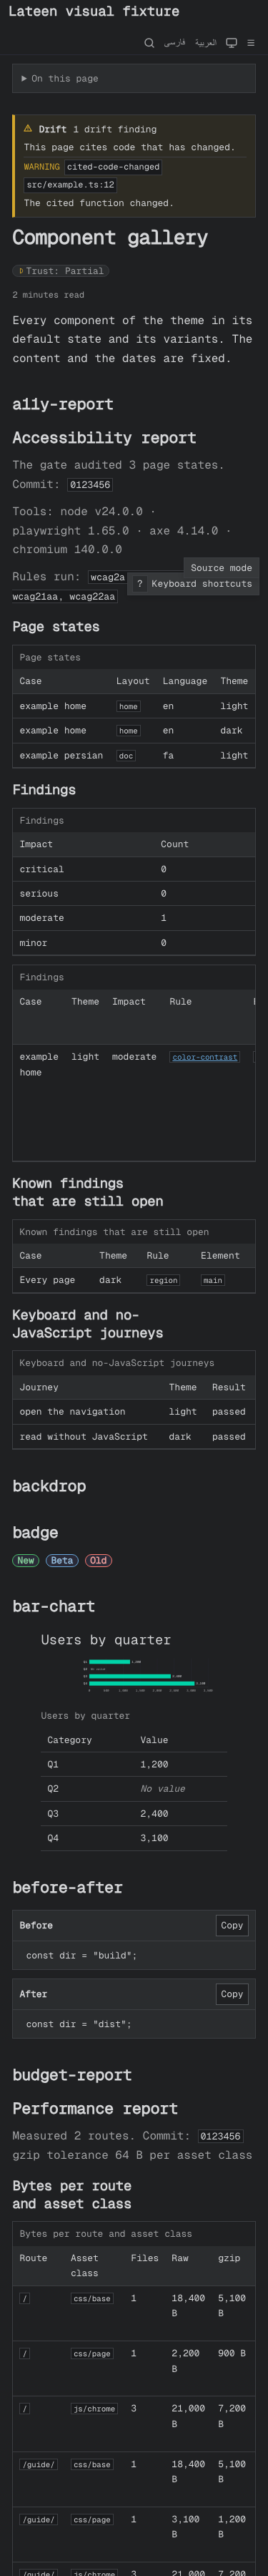 Lateen visual fixture
فارسی العربية
On this page
Drift 1 drift finding
This page cites code that has changed.
WARNING cited-code-changed
src/example.ts:12
The cited function changed.
Component gallery
Trust: Partial
2 minutes read
Every component of the theme in its
default state and its variants. The
content and the dates are fixed.
a11y-report
Accessibility report
The gate audited 3 page states.
Commit: 0123456
Tools: node v24.0.0 ·
playwright 1.65.0 · axe 4.14.0 ·
chromium 140.0.0
Source mode
Rules run: wcag2a
? Keyboard shortcuts
wcag21aa, wcag22aa
Page states
Page states
Case Layout Language Theme
example home home en light
example home home en dark
example persian doc fa light
Findings
Findings
Impact Count
critical 0
serious 0
moderate 1
minor 0
Findings
Case Theme Impact Rule
example light moderate color-contrast
home
Known findings
that are still open
Known findings that are still open
Case Theme Rule Element
Every page dark region main
Keyboard and no-
JavaScript journeys
Keyboard and no-JavaScript journeys
Journey Theme Result
open the navigation light passed
read without JavaScript dark passed
backdrop
badge
New Beta Old
bar-chart
Users by quarter
Users by quarter
Category Value
Q1 1,200
Q2 No value
Q3 2,400
Q4 3,100
before-after
Before Copy
const dir = "build";
After Copy
const dir = "dist";
budget-report
Performance report
Measured 2 routes. Commit: 0123456
gzip tolerance 64 B per asset class
Bytes per route
and asset class
Bytes per route and asset class
Route Asset Files Raw gzip
class
/ css/base 1 18,400 5,100
B B
/ css/page 1 2,200 900 B
B
/ js/chrome 3 21,000 7,200
B B
/guide/ css/base 1 18,400 5,100
B B
/guide/ css/page 1 3,100 1,200
B B
/guide/ js/chrome 3 21,000 7,200